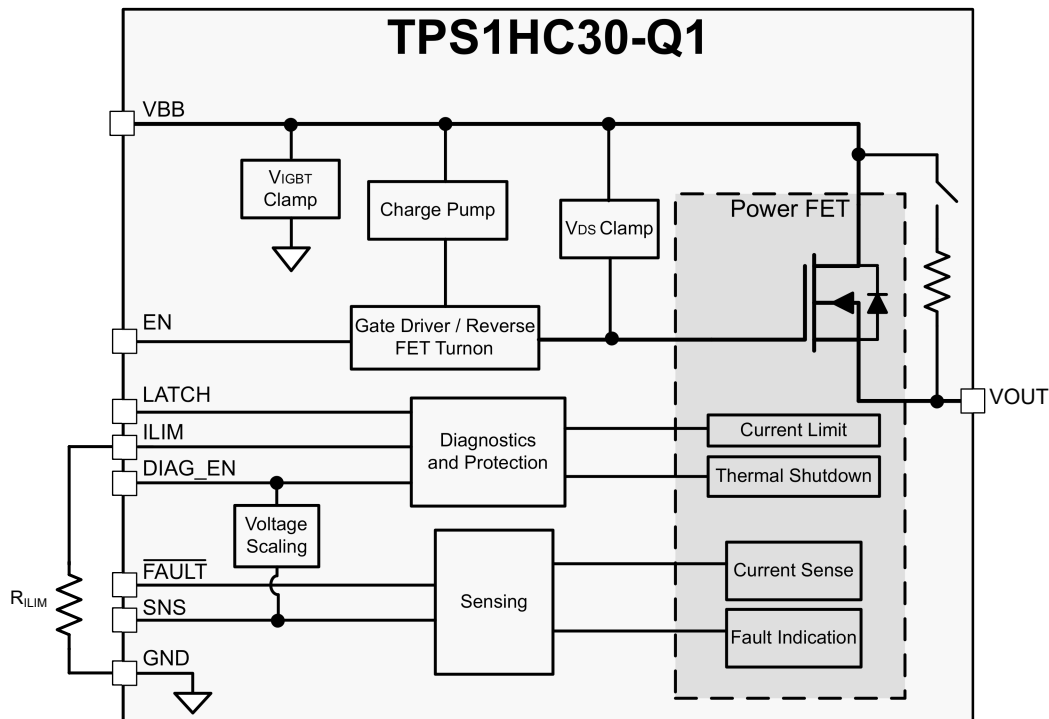 TPS1HC30-Q1
VBB
VIGBT
Clamp
Charge Pump
VDS Clamp
Power FET
EN
Gate Driver / Reverse
FET Turnon
LATCH
ILIM
DIAG_EN
Diagnostics
and Protection
Current Limit
Thermal Shutdown
VOUT
Voltage
Scaling
FAULT
SNS
GND
RILIM
Sensing
Current Sense
Fault Indication